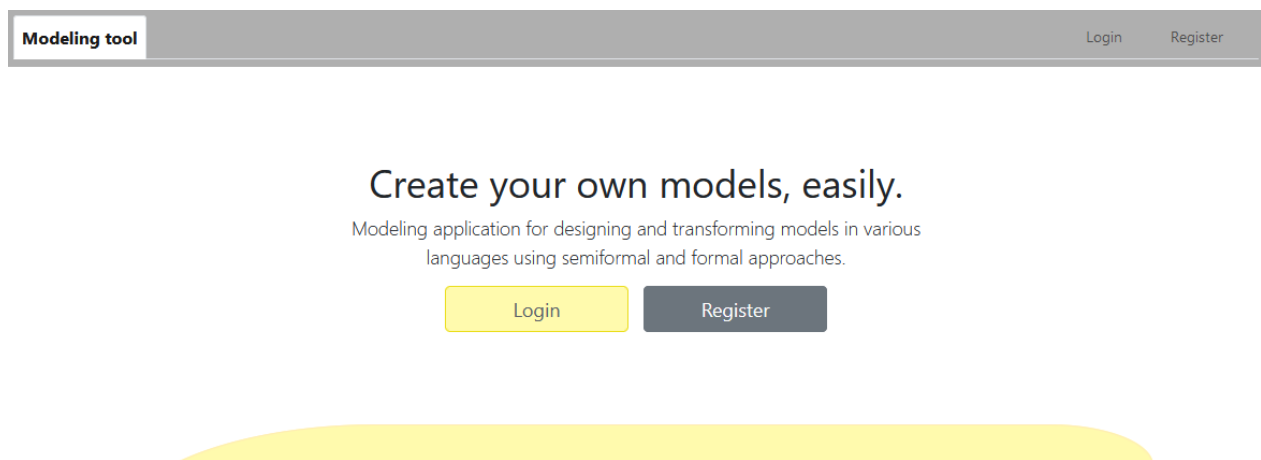 Modeling tool
Login
Register
Create your own models, easily.
Modeling application for designing and transforming models in various
languages using semiformal and formal approaches.
Login
Register